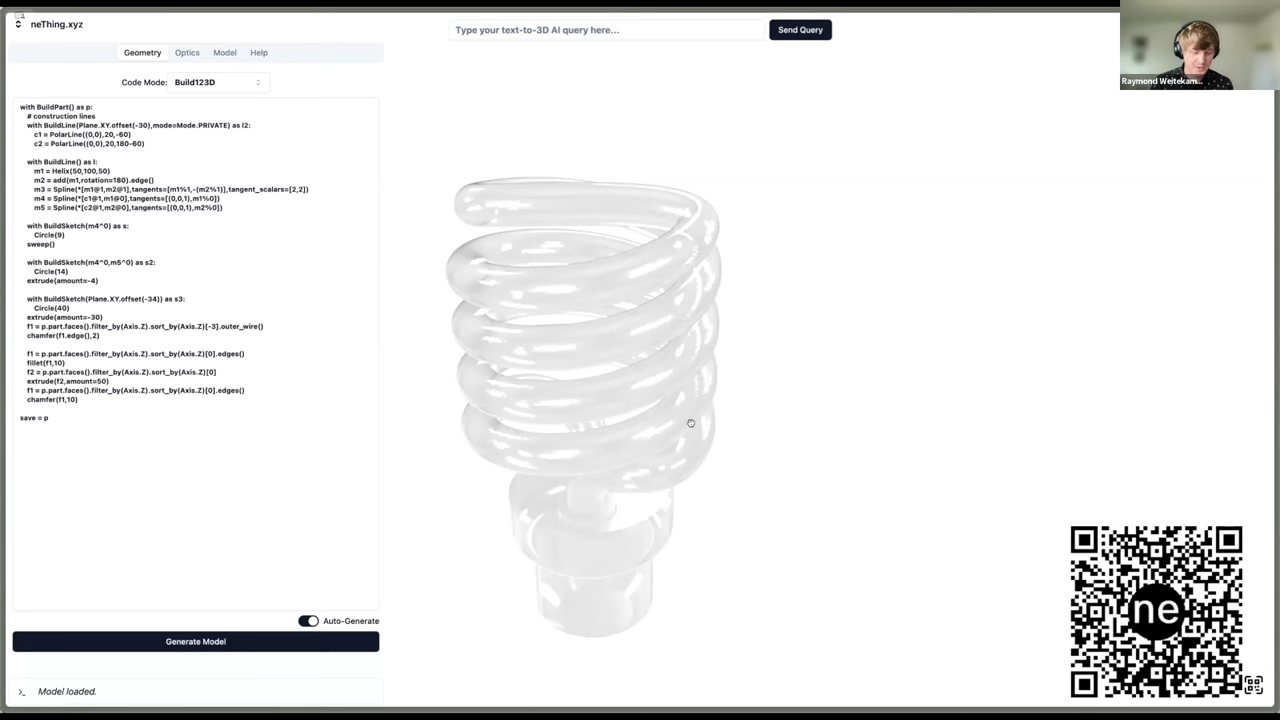 neThing.xyz
Type your text-to-3D AI query here...
Send Query
Raymond Weitekam...
Geometry
Optics
Model
Help
Code Mode:
Build123D
with BuildPart() as p:
# construction lines
with BuildLine(Plane.XY.offset(-30),mode=Mode.PRIVATE) as l2:
c1 = PolarLine((0,0),20,-60)
c2 = PolarLine((0,0),20,180-60)
with BuildLine() as l:
m1 = Helix(50,100,50)
m2 = add(m1,rotation=180).edge()
m3 = Spline(*[m1@1,m2@1],tangents=[m1%1,-(m2%1)],tangent_scalars=[2,2])
m4 = Spline(*[c1@1,m1@0],tangents=[(0,0,1),m1%0])
m5 = Spline(*[c2@1,m2@0],tangents=[(0,0,1),m2%0])
with BuildSketch(m4^0) as s:
Circle(9)
sweep()
with BuildSketch(m4^0,m5^0) as s2:
Circle(14)
extrude(amount=-4)
with BuildSketch(Plane.XY.offset(-34)) as s3:
Circle(40)
extrude(amount=-30)
f1 = p.part.faces().filter_by(Axis.Z).sort_by(Axis.Z)[-3].outer_wire()
chamfer(f1.edge(),2)
f1 = p.part.faces().filter_by(Axis.Z).sort_by(Axis.Z)[0].edges()
fillet(f1,10)
f2 = p.part.faces().filter_by(Axis.Z).sort_by(Axis.Z)[0]
extrude(f2,amount=50)
f1 = p.part.faces().filter_by(Axis.Z).sort_by(Axis.Z)[0].edges()
chamfer(f1,10)
save = p
Auto-Generate
Generate Model
>_ Model loaded.
ne